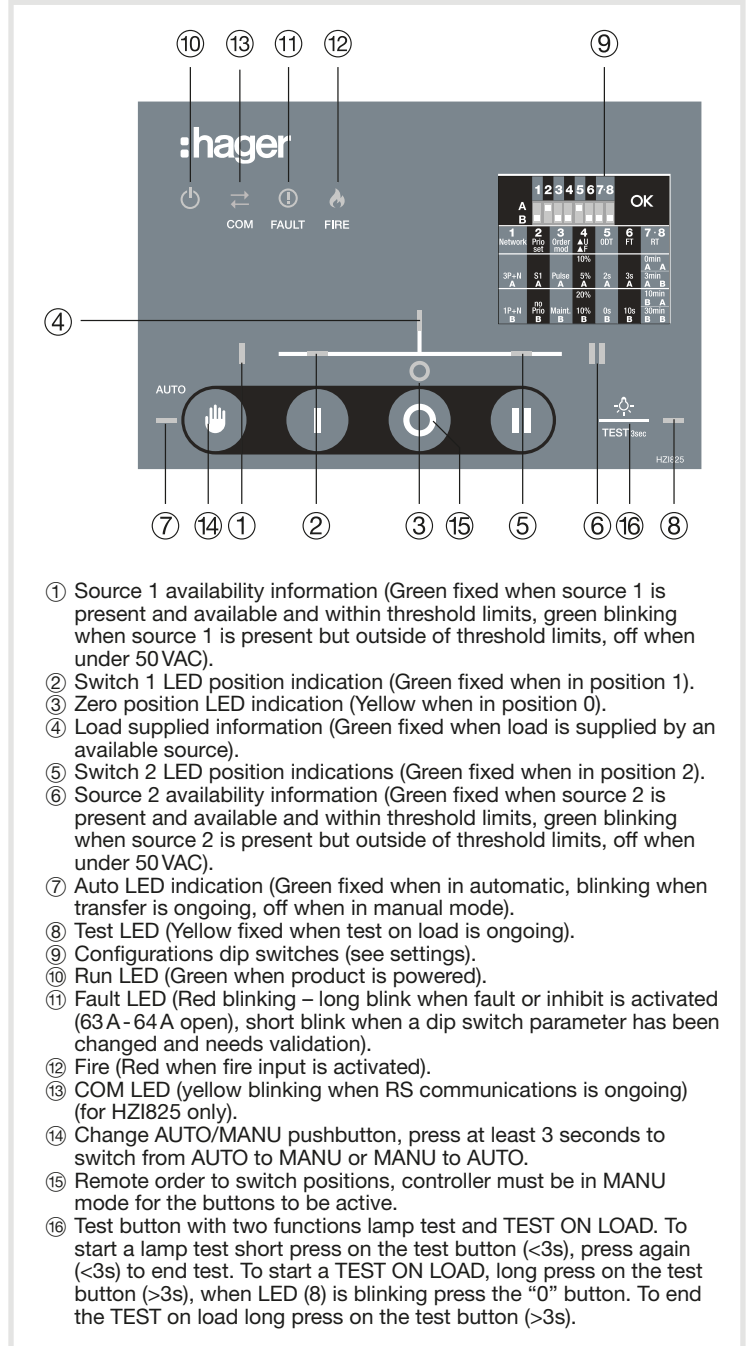 ⑩ ⑬ ⑪ ⑫ ⑨
:hager
COM FAULT FIRE
1 2 3 4 5 6 7·8
A
B
OK
1 2 3 4 5 6 7·8
Network Prio set Order mod ▲U ▲F ODT FT RT
3P+N A S1 A Pulse A 10% 5% A 2s A 3s A 0min A A 3min A B
1P+N B no Prio B Maint. B 20% 10% B 0s B 10s B 10min B A 30min B B
④
AUTO
TEST 3sec
HZI825
⑦ ⑭ ① ② ③ ⑮ ⑤ ⑥ ⑯ ⑧
① Source 1 availability information (Green fixed when source 1 is
present and available and within threshold limits, green blinking
when source 1 is present but outside of threshold limits, off when
under 50 VAC).
② Switch 1 LED position indication (Green fixed when in position 1).
③ Zero position LED indication (Yellow when in position 0).
④ Load supplied information (Green fixed when load is supplied by an
available source).
⑤ Switch 2 LED position indications (Green fixed when in position 2).
⑥ Source 2 availability information (Green fixed when source 2 is
present and available and within threshold limits, green blinking
when source 2 is present but outside of threshold limits, off when
under 50 VAC).
⑦ Auto LED indication (Green fixed when in automatic, blinking when
transfer is ongoing, off when in manual mode).
⑧ Test LED (Yellow fixed when test on load is ongoing).
⑨ Configurations dip switches (see settings).
⑩ Run LED (Green when product is powered).
⑪ Fault LED (Red blinking – long blink when fault or inhibit is activated
(63 A - 64 A open), short blink when a dip switch parameter has been
changed and needs validation).
⑫ Fire (Red when fire input is activated).
⑬ COM LED (yellow blinking when RS communications is ongoing)
(for HZI825 only).
⑭ Change AUTO/MANU pushbutton, press at least 3 seconds to
switch from AUTO to MANU or MANU to AUTO.
⑮ Remote order to switch positions, controller must be in MANU
mode for the buttons to be active.
⑯ Test button with two functions lamp test and TEST ON LOAD. To
start a lamp test short press on the test button (<3s), press again
(<3s) to end test. To start a TEST ON LOAD, long press on the test
button (>3s), when LED (8) is blinking press the “0” button. To end
the TEST on load long press on the test button (>3s).